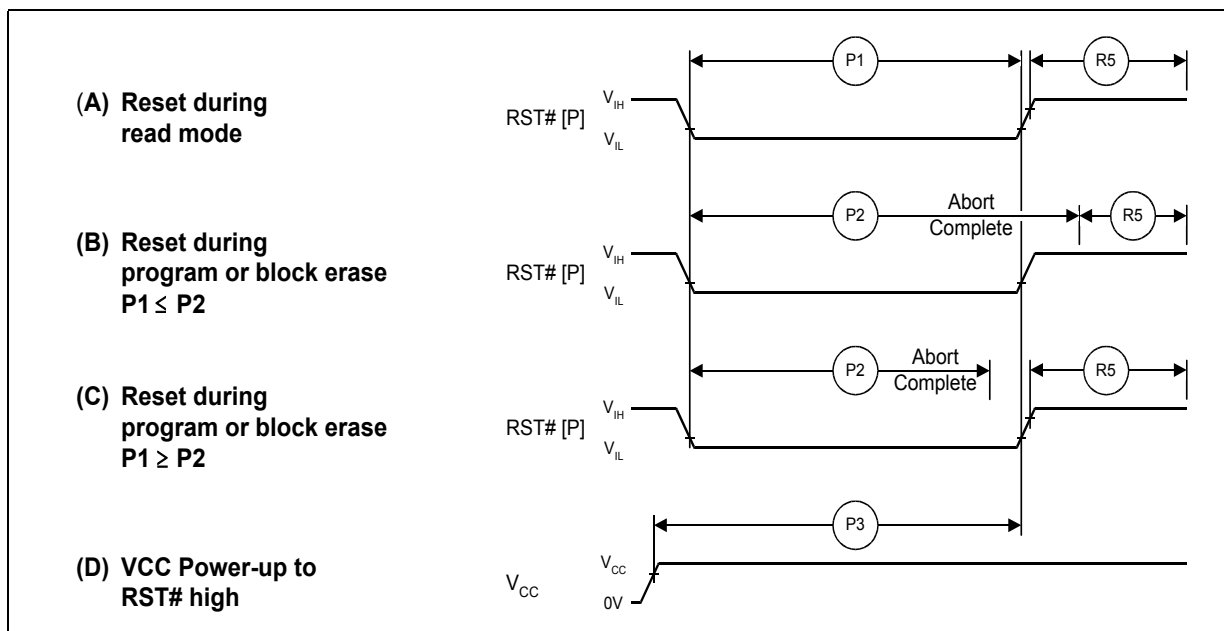 P1
R5
(A) Reset during
read mode
RST# [P]
VIH
VIL
P2
Abort
Complete
R5
(B) Reset during
program or block erase
P1 ≤ P2
RST# [P]
VIH
VIL
P2
Abort
Complete
R5
(C) Reset during
program or block erase
P1 ≥ P2
RST# [P]
VIH
VIL
P3
(D) VCC Power-up to
RST# high
VCC
VCC
0V